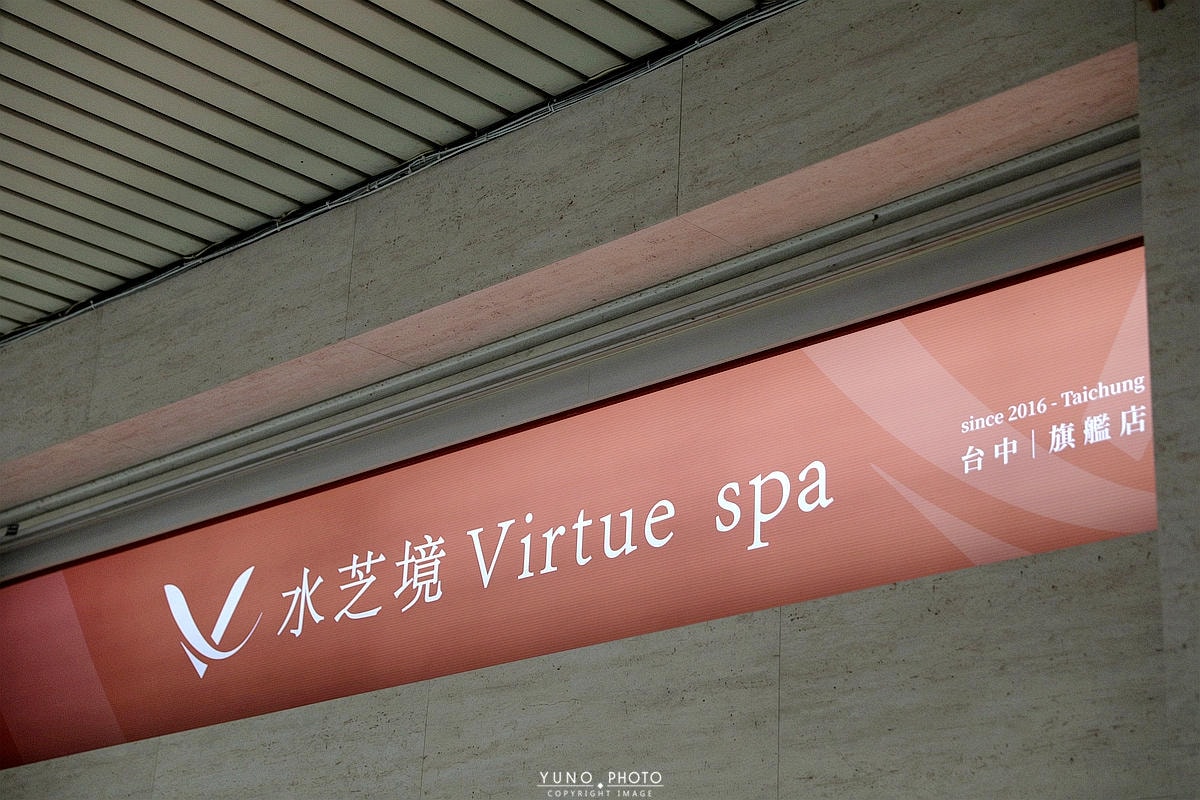 水芝境 Virtue spa
since 2016 - Taichung
台中｜旗艦店
YUNO PHOTO
COPYRIGHT IMAGE